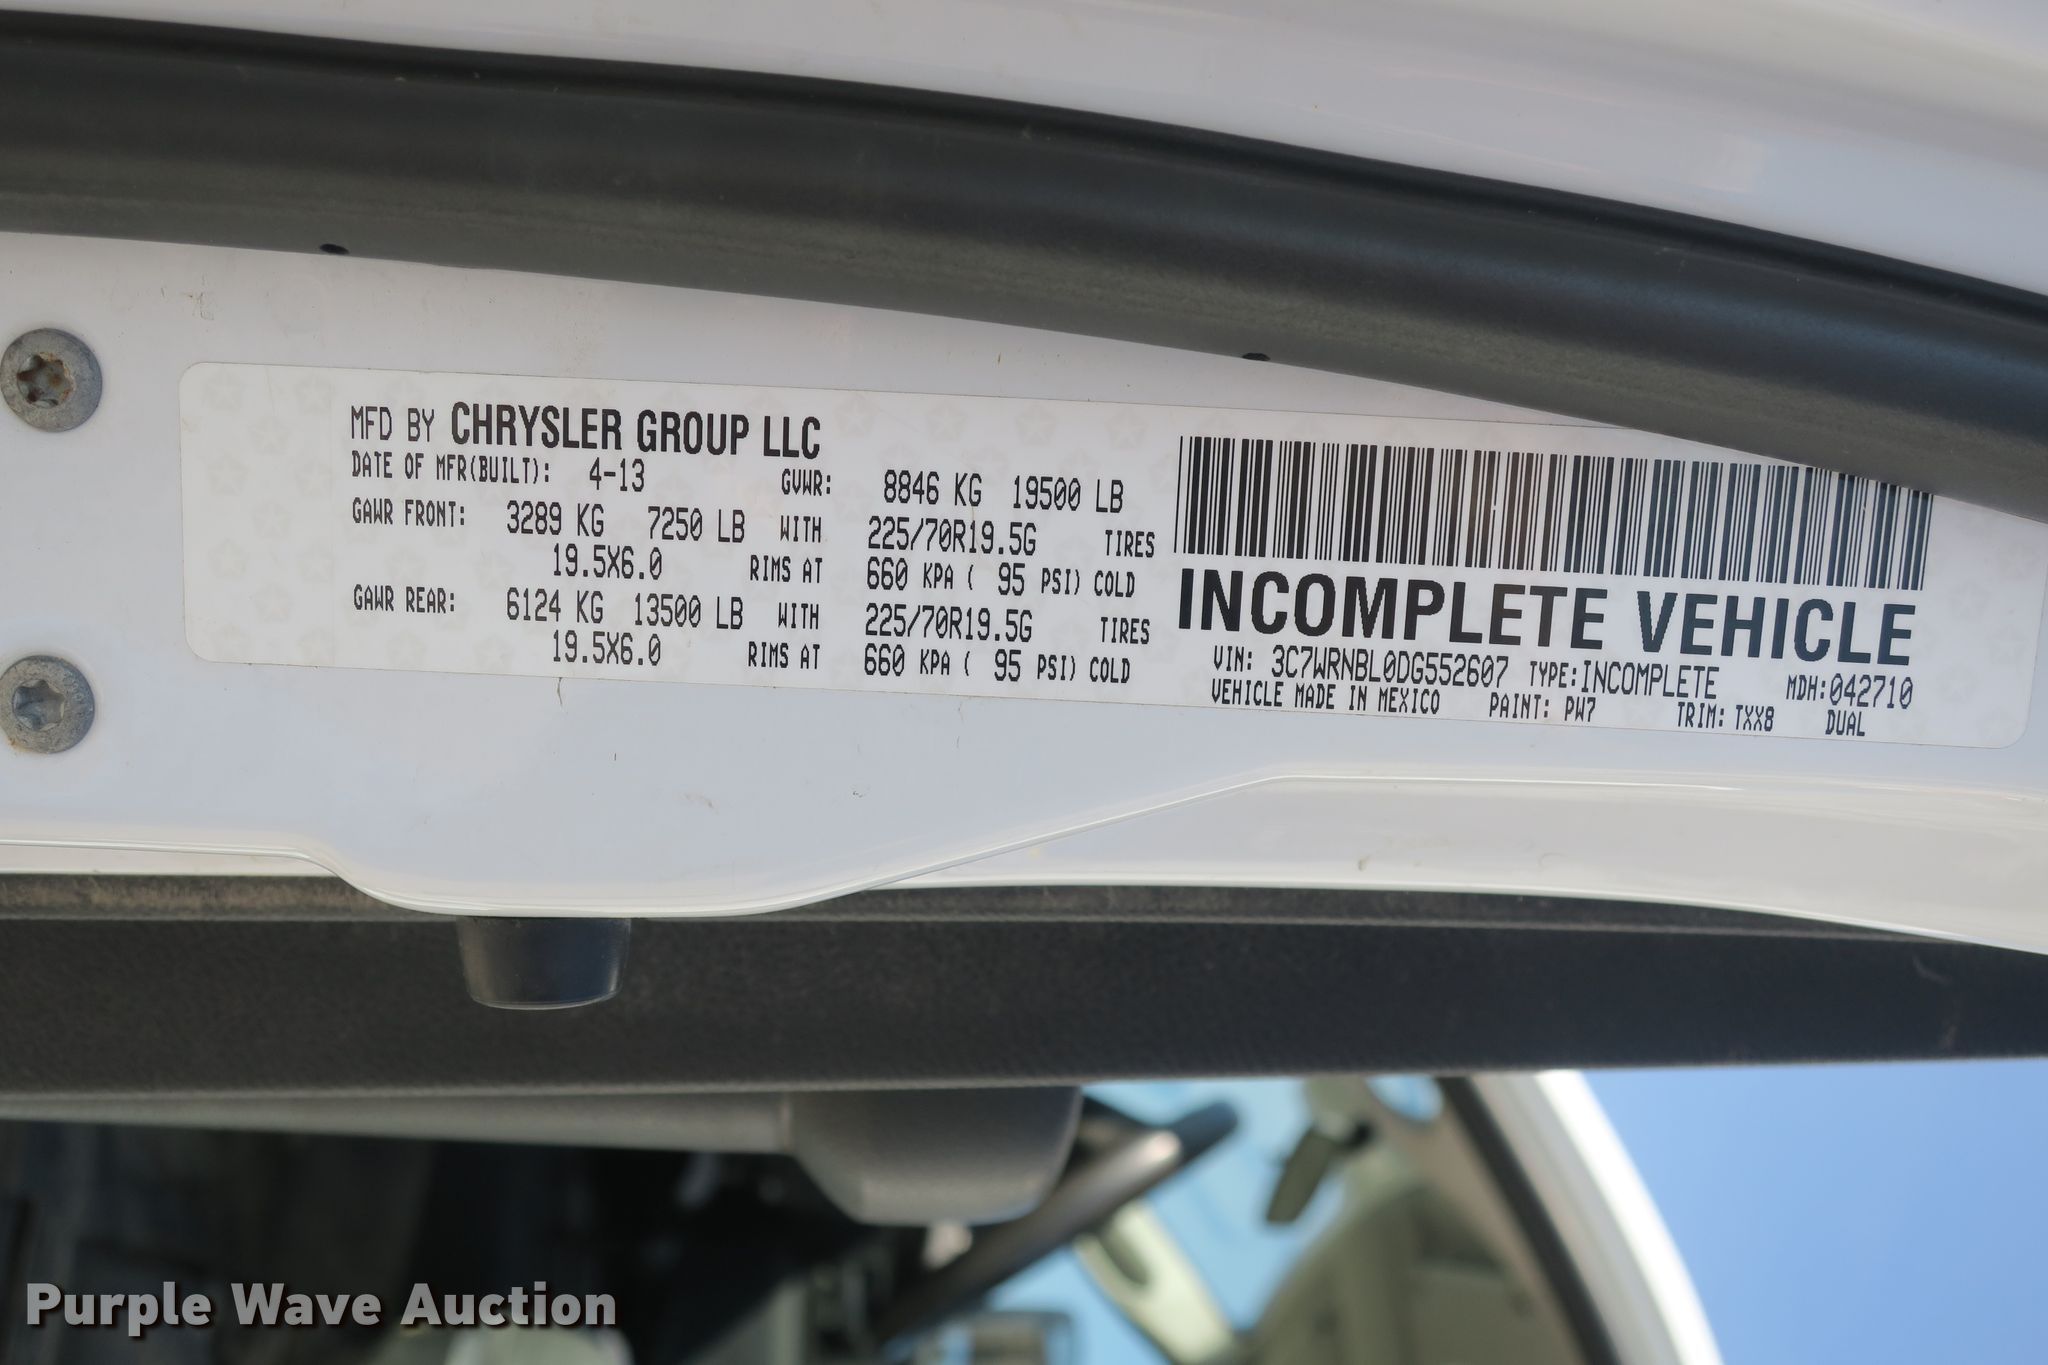 MFD BY CHRYSLER GROUP LLC
DATE OF MFR(BUILT): 4-13 GVWR: 8846 KG 19500 LB
GAWR FRONT: 3289 KG 7250 LB WITH 225/70R19.5G TIRES
19.5X6.0 RIMS AT 660 KPA ( 95 PSI) COLD
GAWR REAR: 6124 KG 13500 LB WITH 225/70R19.5G TIRES
19.5X6.0 RIMS AT 660 KPA ( 95 PSI) COLD
INCOMPLETE VEHICLE
VIN: 3C7WRNBL0DG552607 TYPE:INCOMPLETE MDH:042710
VEHICLE MADE IN MEXICO PAINT: PW7 TRIM: TXX8 DUAL
Purple Wave Auction